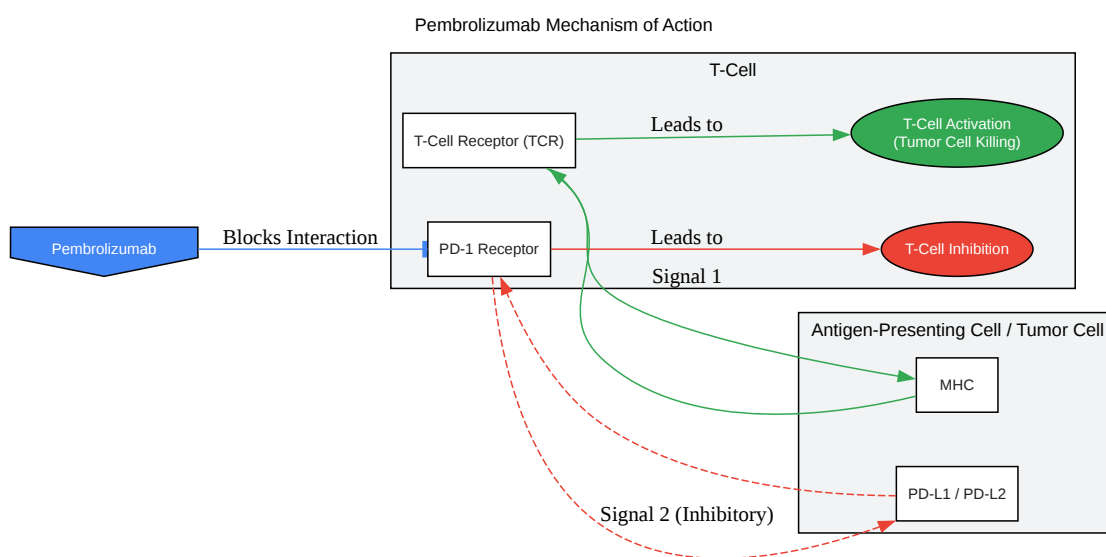 Pembrolizumab Mechanism of Action
T-Cell
T-Cell Receptor (TCR)
Leads to
T-Cell Activation
(Tumor Cell Killing)
Pembrolizumab
Blocks Interaction
PD-1 Receptor
Leads to
T-Cell Inhibition
Signal 1
Antigen-Presenting Cell / Tumor Cell
MHC
PD-L1 / PD-L2
Signal 2 (Inhibitory)